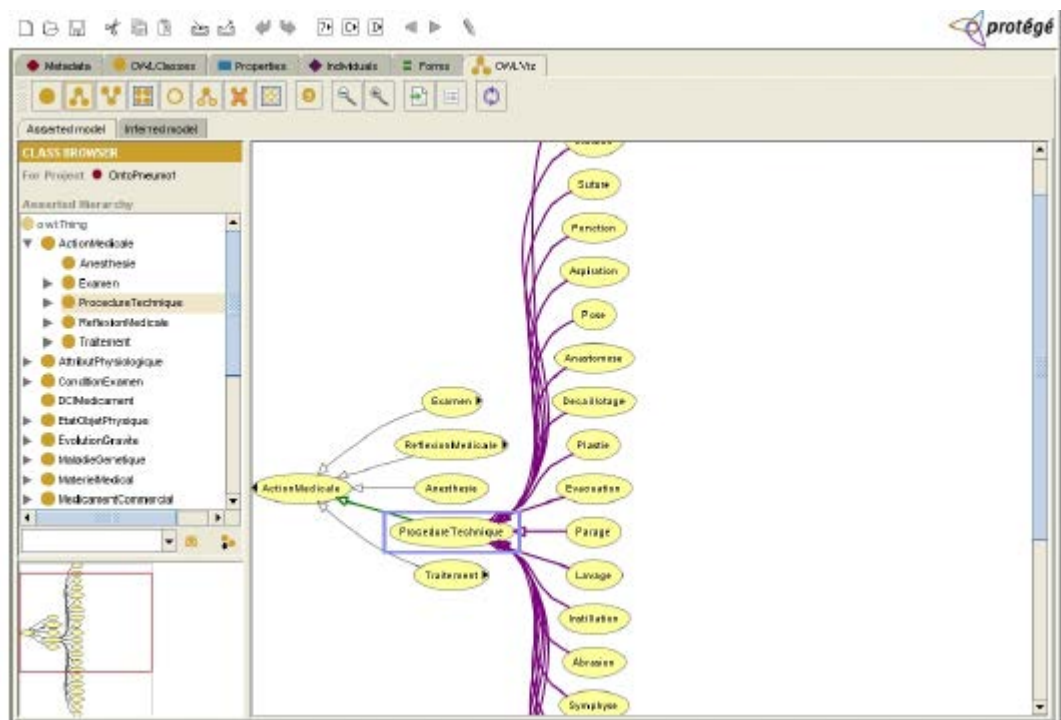 protégé
Metadata OWLClasses Properties Individuals Forms OWLViz
Asserted model Inferred model
CLASS BROWSER
For Project OntoPneumo1
Asserted Hierarchy
owl:Thing
ActionMedicale
Anesthesie
Examen
ProcedureTechnique
ReflexionMedicale
Traitement
AttributPhysiologique
ConditionExamen
DCIMedicament
EtatObjetPhysique
EvolutionGravite
MaladieGenetique
MaterielMedical
MedicamentCommercial
Suture
Ponction
Aspiration
Pose
Anastomose
Examen
Decaillotage
ReflexionMedicale
Plastie
ActionMedicale
Anesthesie
Evacuation
ProcedureTechnique
Parage
Traitement
Lavage
Instillation
Abrasion
Symphyse